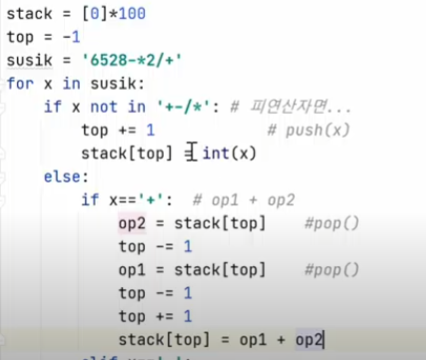 stack = [0]*100
top = -1
susik = '6528-*2/+'
for x in susik:
if x not in '+-/*': # 피연산자면...
top += 1 # push(x)
stack[top] = int(x)
else:
if x=='+': # op1 + op2
op2 = stack[top] #pop()
top -= 1
op1 = stack[top] #pop()
top -= 1
top += 1
stack[top] = op1 + op2